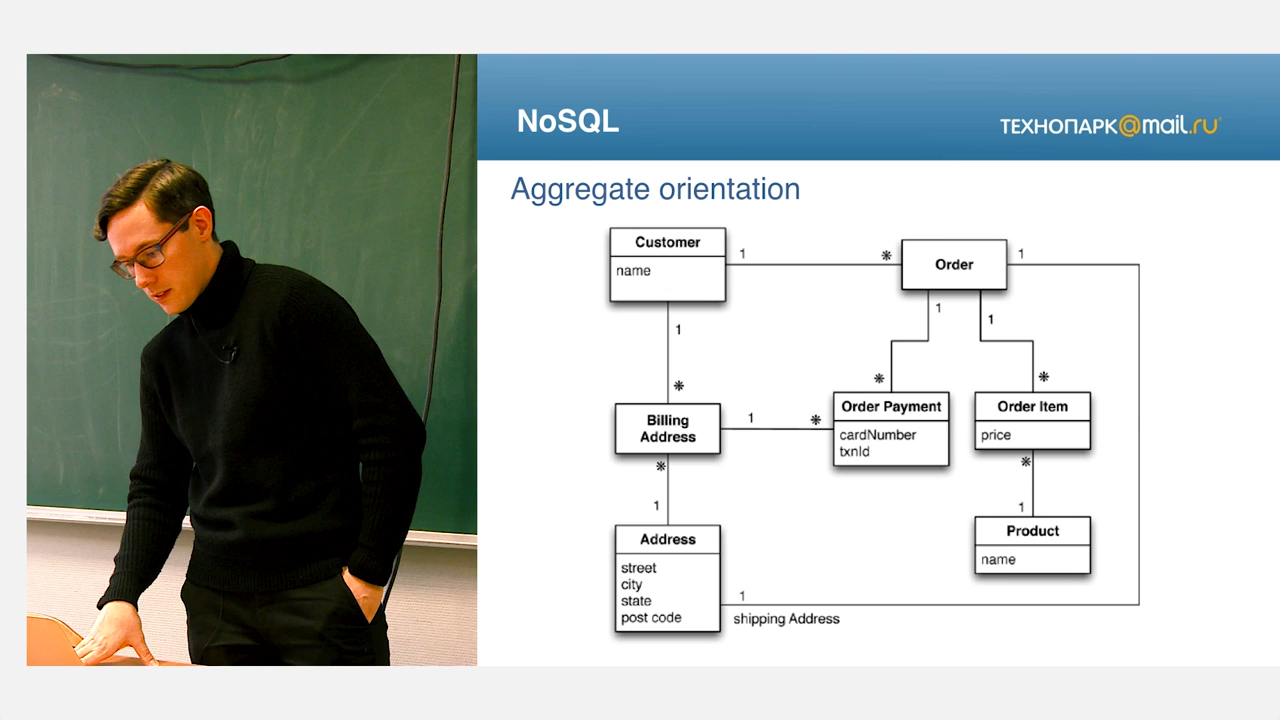 NoSQL
ТЕХНОПАРК@mail.ru
Aggregate orientation
Customer
name
1
*
Order
1
1
1
1
*
*
*
Billing
Address
1
*
Order Payment
cardNumber
txnId
Order Item
price
*
1
*
1
Product
name
Address
street
city
state
post code
1
shipping Address